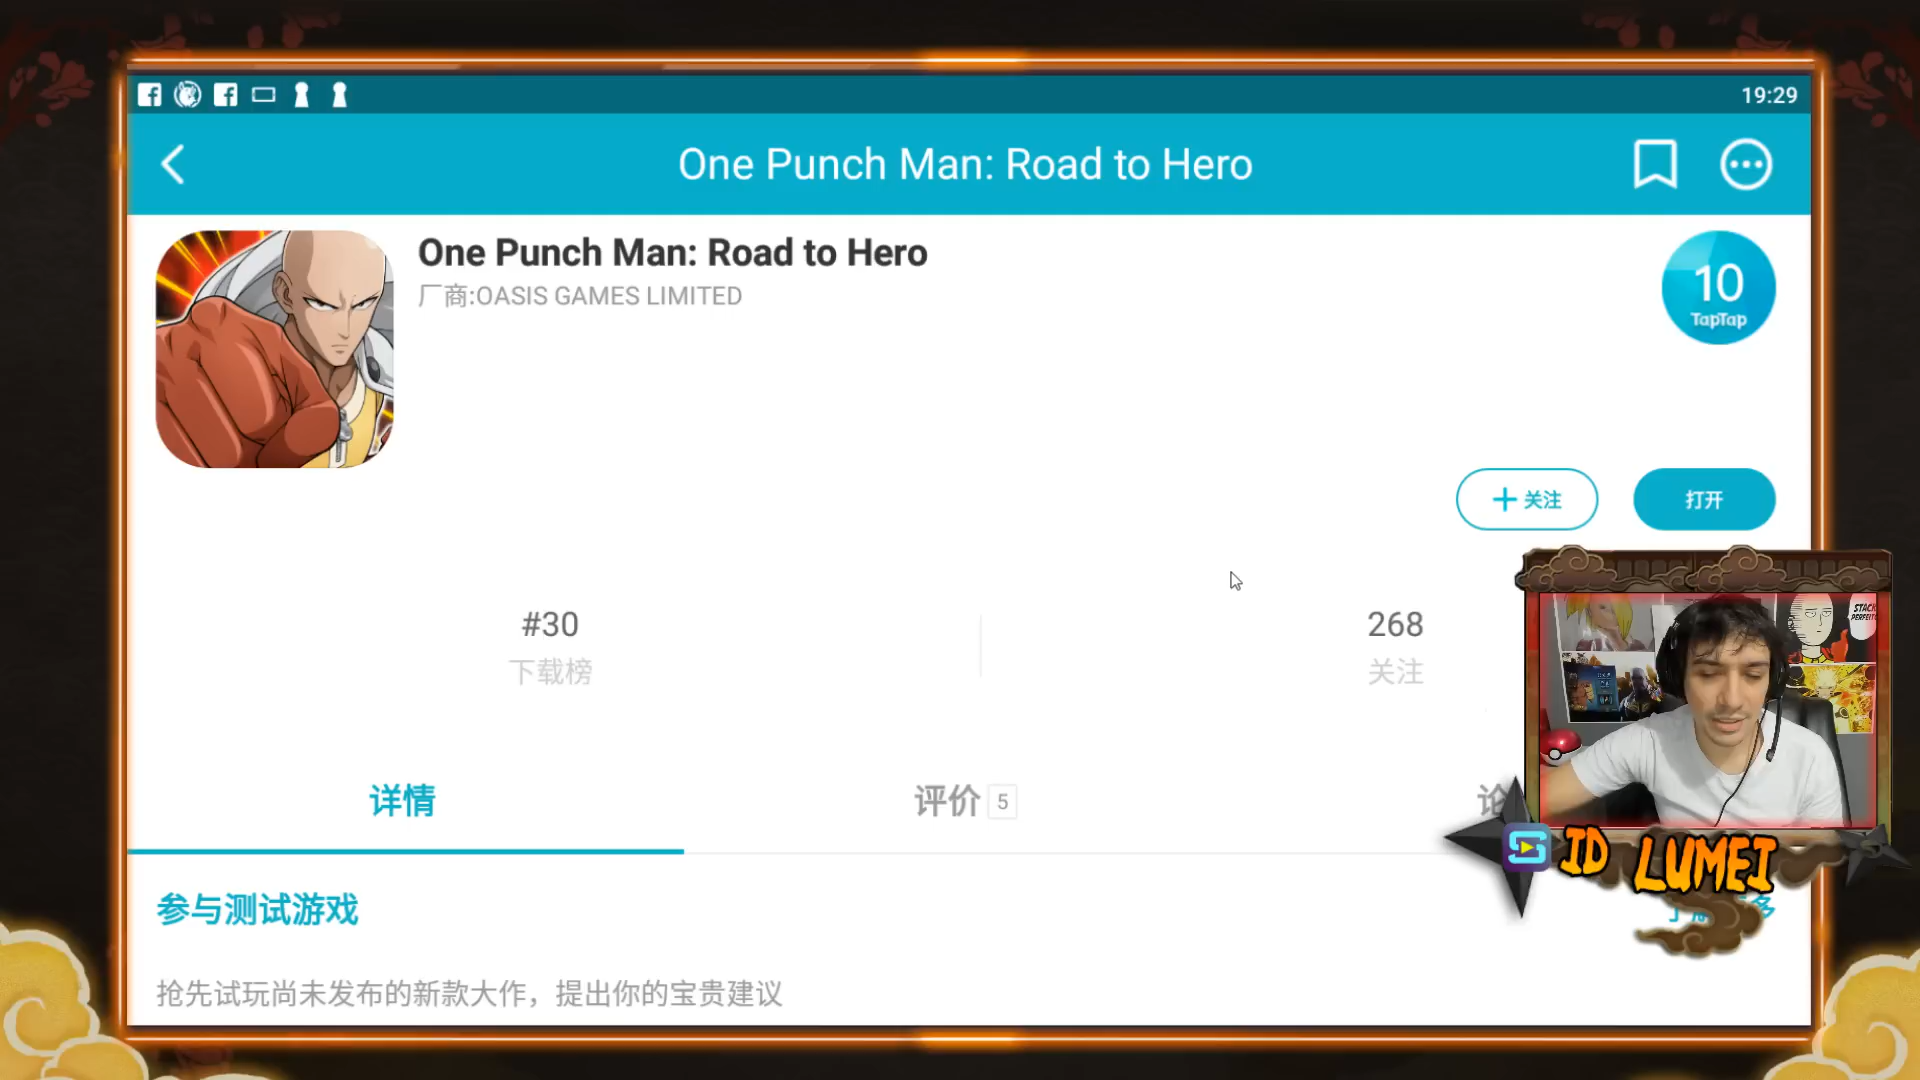 19:29
One Punch Man: Road to Hero
One Punch Man: Road to Hero
厂商:OASIS GAMES LIMITED
10
TapTap
+ 关注
打开
#30
下载榜
268
关注
STACK
详情
评价 5
论
ID LUMEI
参与测试游戏
多
抢先试玩尚未发布的新款大作，提出你的宝贵建议